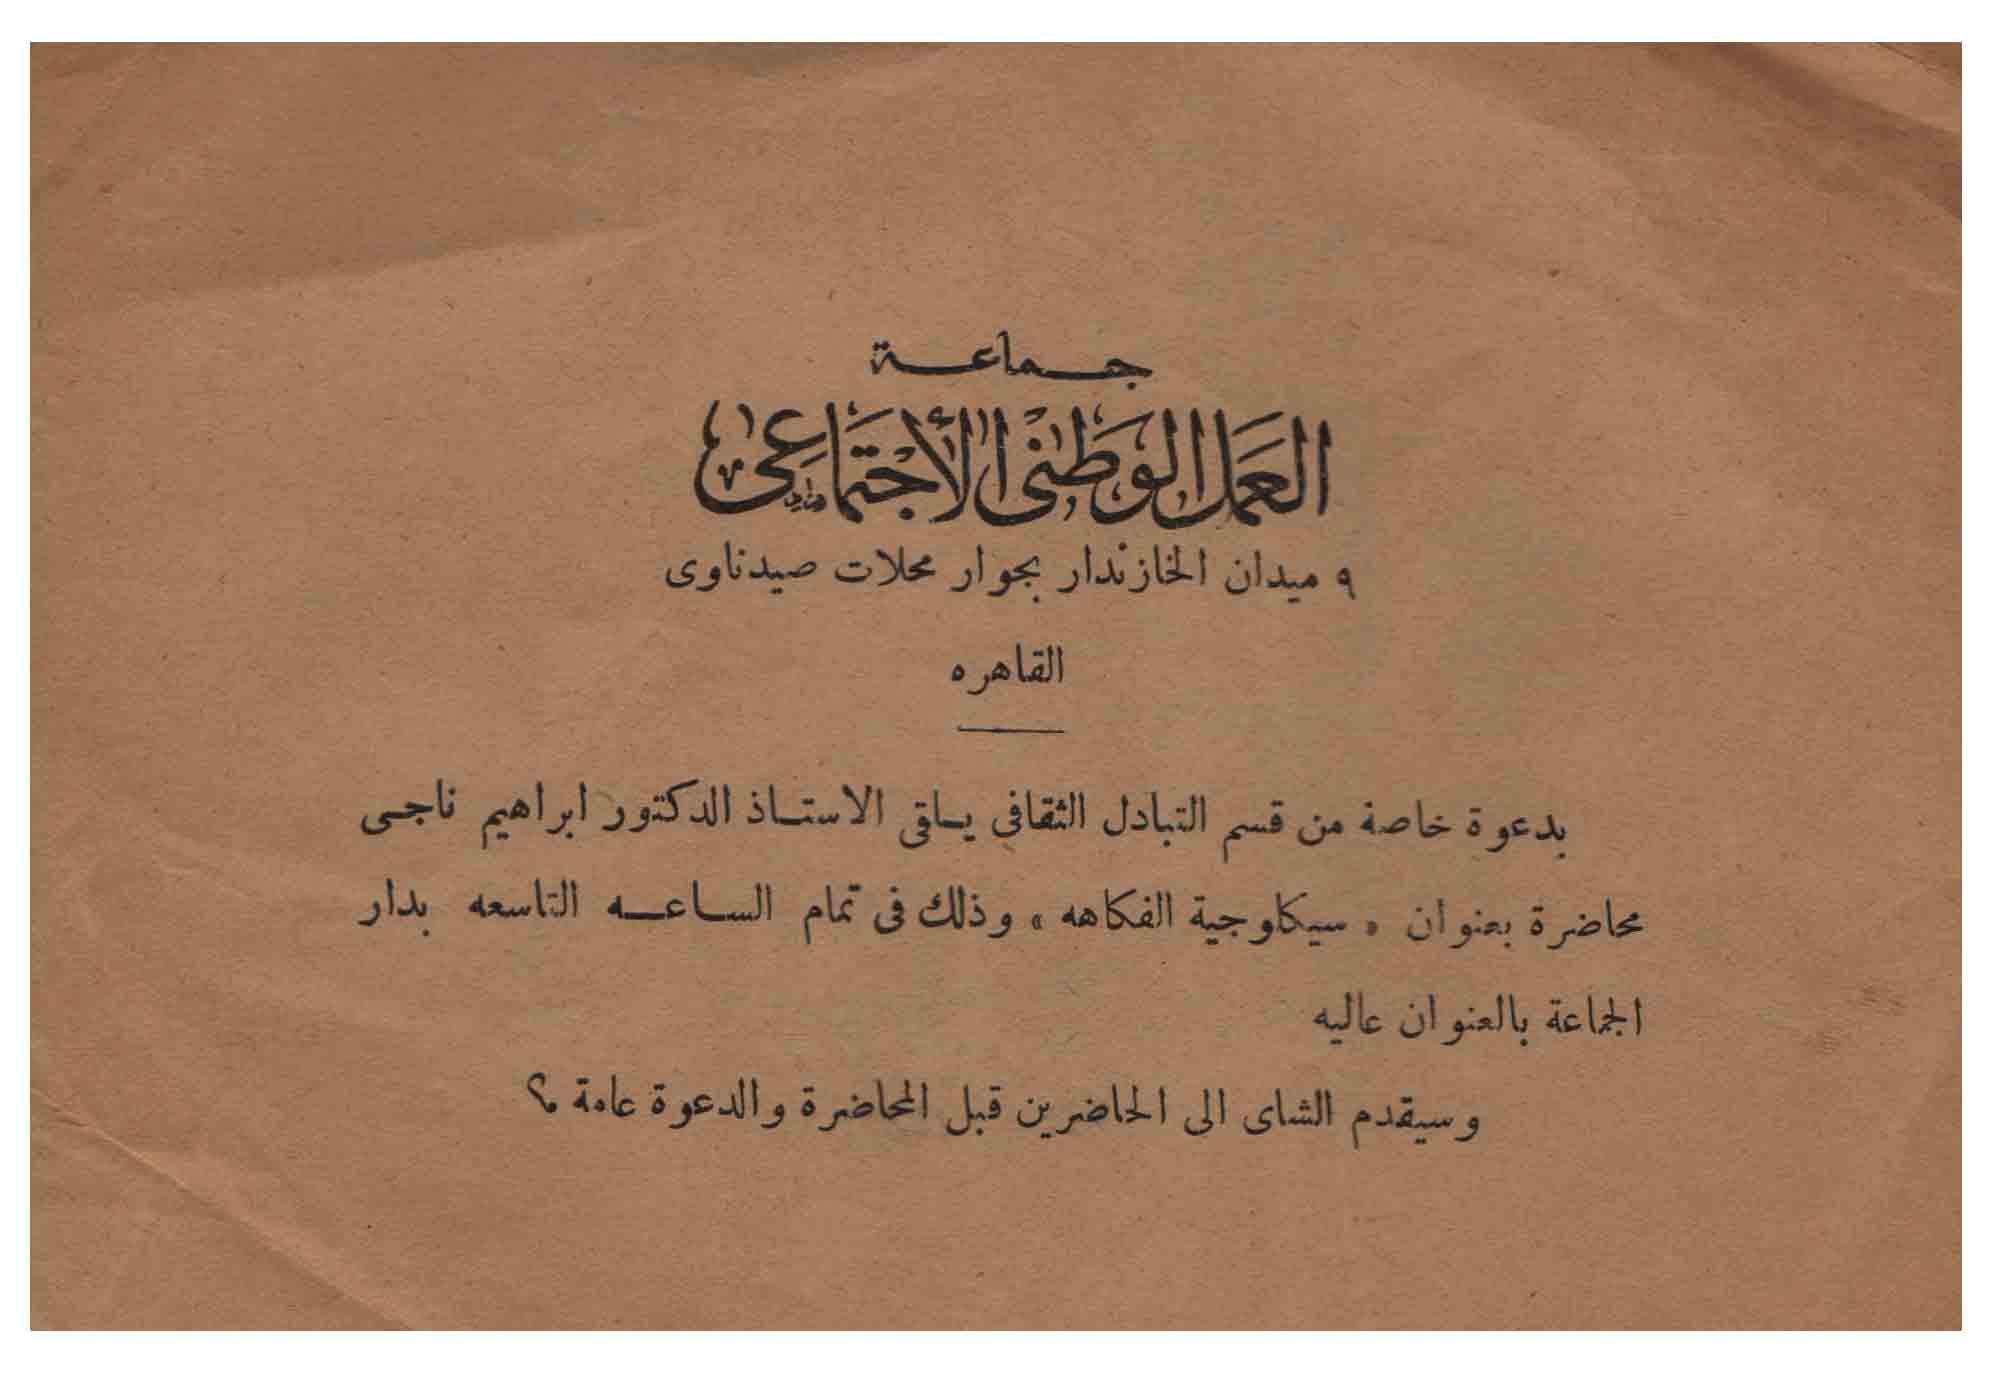 جماعة
العمل الوطنى الأجتماعى
٩ ميدان الخازندار بجوار محلات صيدناوى
القاهره
بدعوة خاصة من قسم التبادل الثقافى يلقى الاستاذ الدكتور ابراهيم ناجى
محاضرة بعنوان « سيكلوجية الفكاهه » وذلك فى تمام الساعه التاسعه بدار
الجماعة بالعنوان عاليه
وسيقدم الشاى الى الحاضرين قبل المحاضرة والدعوة عامة ؟